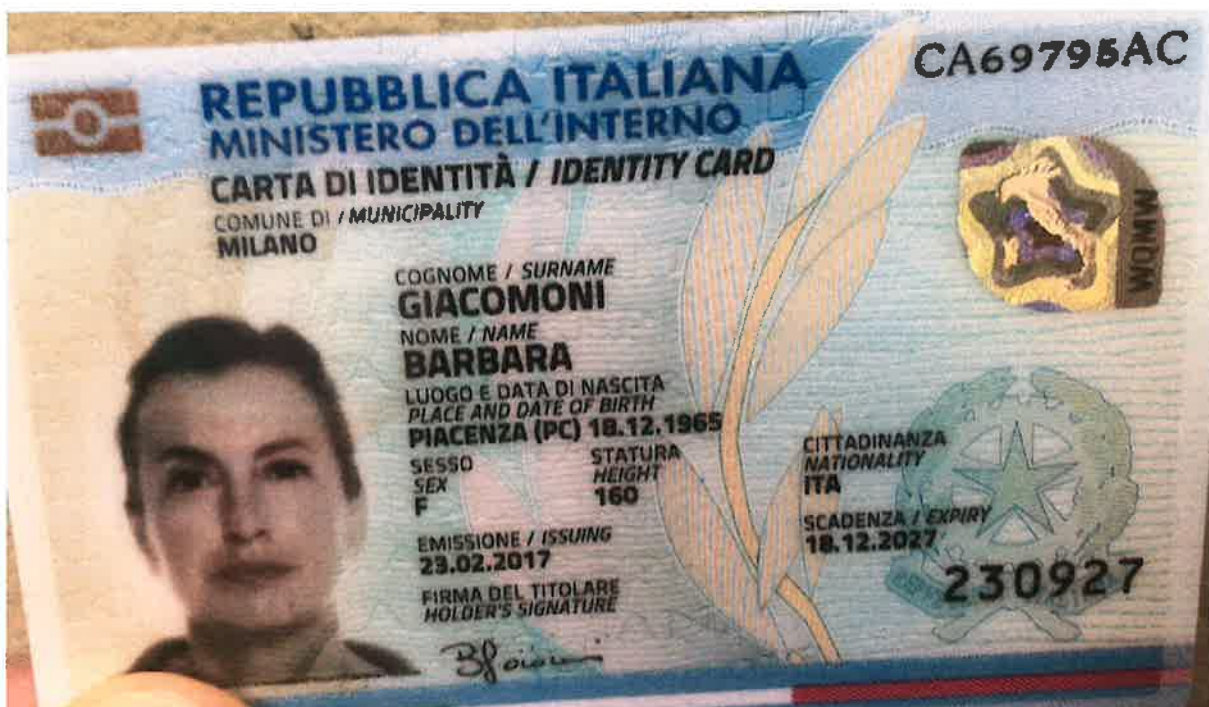 CA69795AC
REPUBBLICA ITALIANA
MINISTERO DELL'INTERNO
CARTA DI IDENTITÀ / IDENTITY CARD
COMUNE DI / MUNICIPALITY
MILANO
WQMW
COGNOME / SURNAME
GIACOMONI
NOME / NAME
BARBARA
LUOGO E DATA DI NASCITA
PLACE AND DATE OF BIRTH
PIACENZA (PC) 18.12.1965
SESSO
SEX
F
STATURA
HEIGHT
160
CITTADINANZA
NATIONALITY
ITA
EMISSIONE / ISSUING
23.02.2017
SCADENZA / EXPIRY
18.12.2027
230927
FIRMA DEL TITOLARE
HOLDER'S SIGNATURE